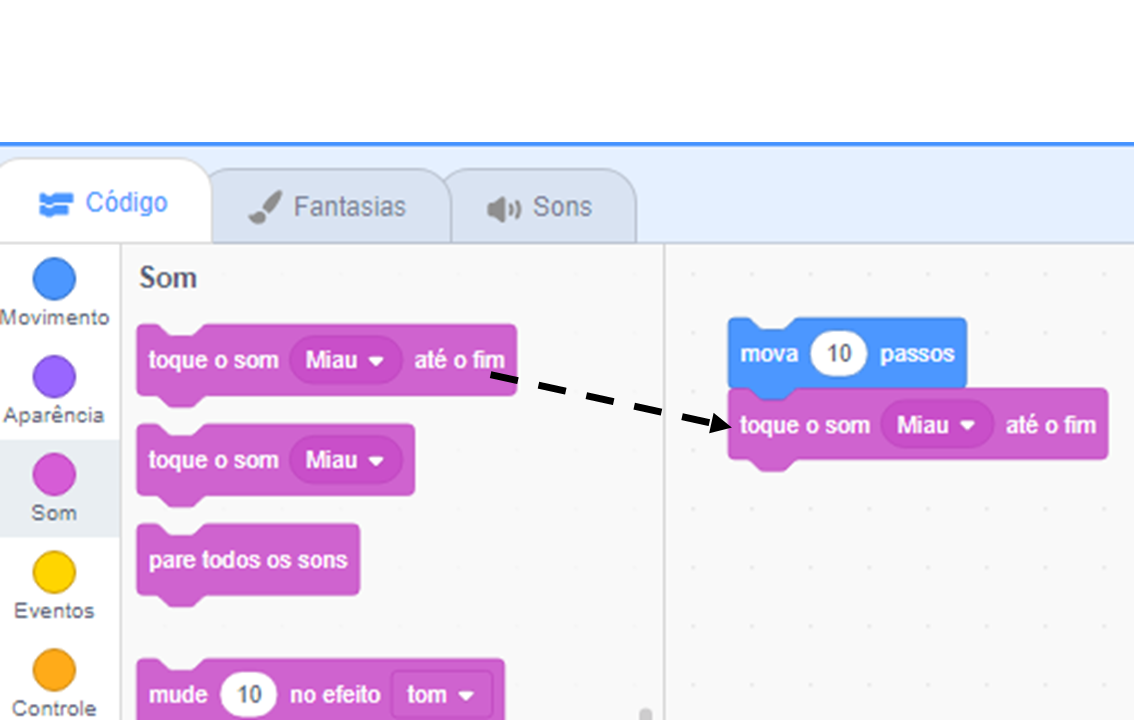 Código
Fantasias
Sons
Movimento
Aparência
Som
Eventos
Controle
Som
toque o som Miau até o fim
toque o som Miau
pare todos os sons
mude 10 no efeito tom
mova 10 passos
toque o som Miau até o fim